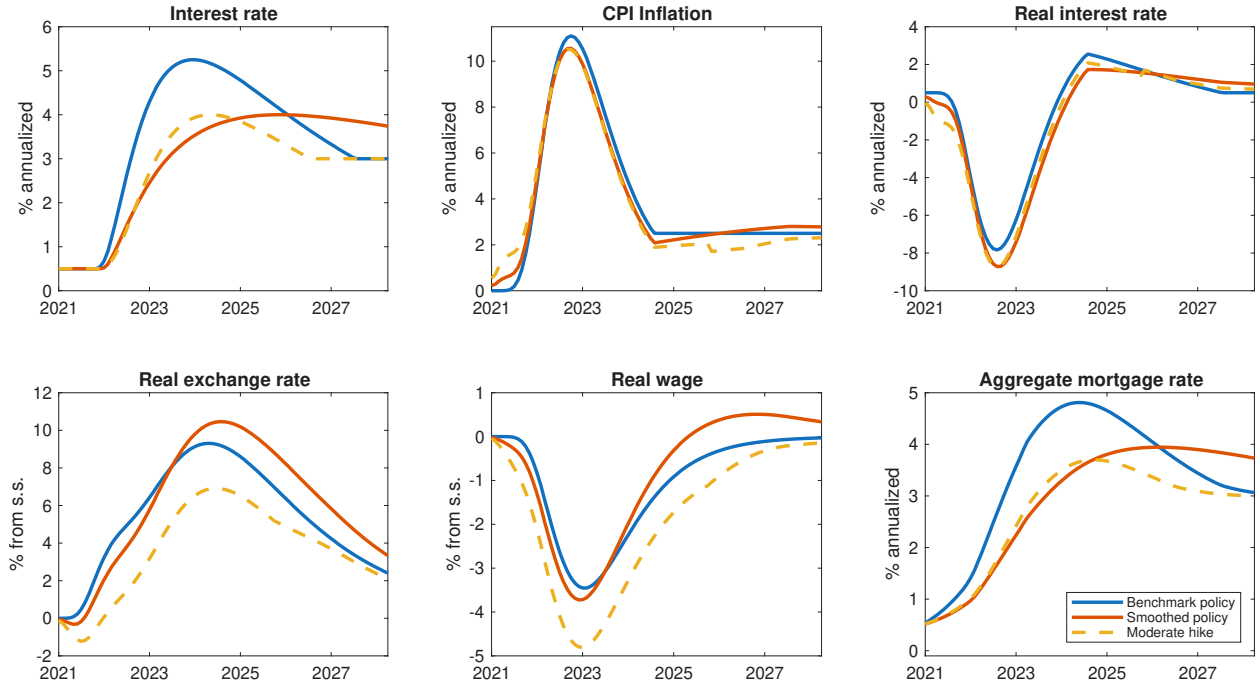 Interest rate
% annualized
6
5
4
3
2
1
0
2021 2023 2025 2027
CPI Inflation
% annualized
10
8
6
4
2
0
2021 2023 2025 2027
Real interest rate
% annualized
4
2
0
-2
-4
-6
-8
-10
2021 2023 2025 2027
Real exchange rate
% from s.s.
12
10
8
6
4
2
0
-2
2021 2023 2025 2027
Real wage
% from s.s.
1
0
-1
-2
-3
-4
-5
2021 2023 2025 2027
Aggregate mortgage rate
% annualized
5
4
3
2
1
0
2021 2023 2025 2027
Benchmark policy
Smoothed policy
Moderate hike